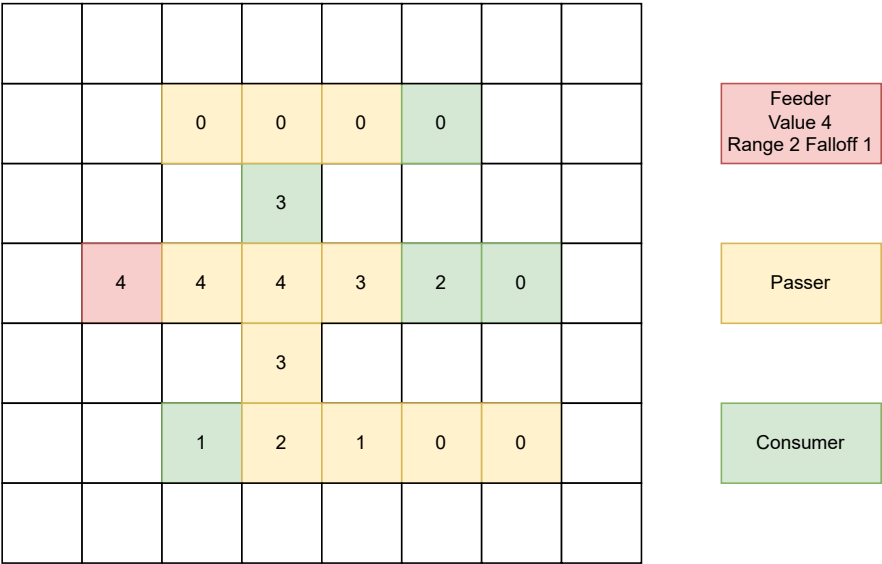 0 0 0 0
3
4 4 4 3 2 0
3
1 2 1 0 0
Feeder
Value 4
Range 2 Falloff 1
Passer
Consumer